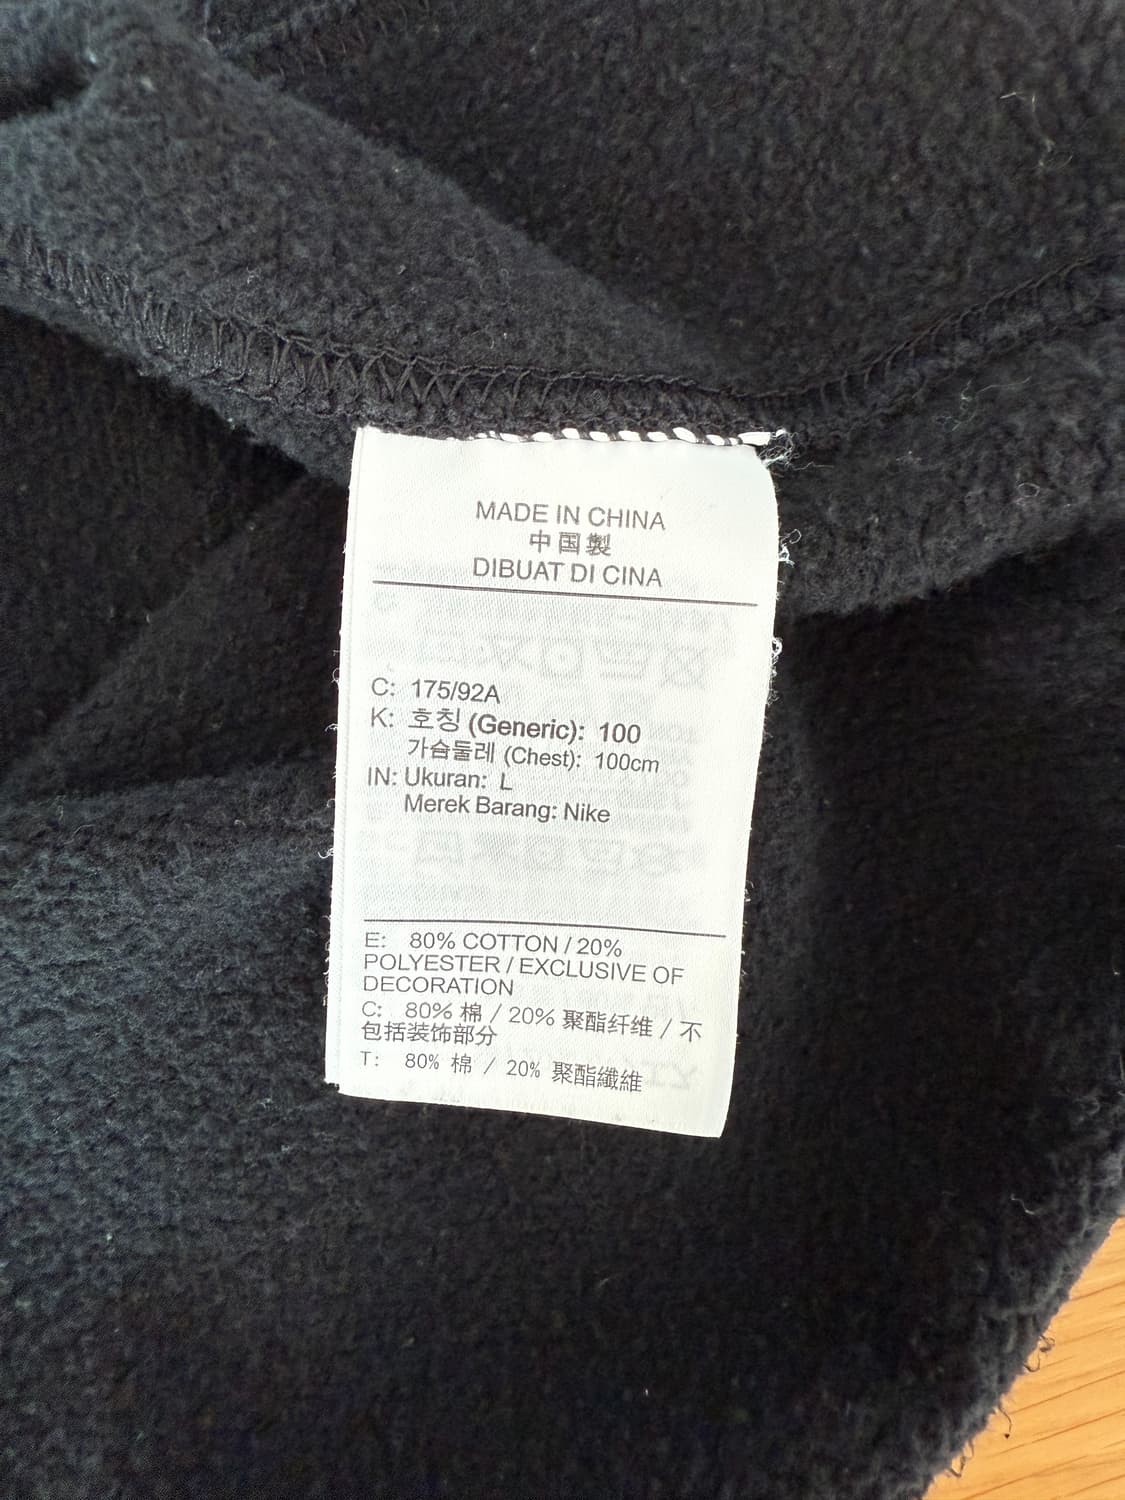 MADE IN CHINA
中国製
DIBUAT DI CINA
C: 175/92A
K: 호칭 (Generic): 100
가슴둘레 (Chest): 100cm
IN: Ukuran: L
Merek Barang: Nike
E: 80% COTTON / 20%
POLYESTER / EXCLUSIVE OF
DECORATION
C: 80% 棉 / 20% 聚酯纤维 / 不
包括装饰部分
T: 80% 棉 / 20% 聚酯纖維